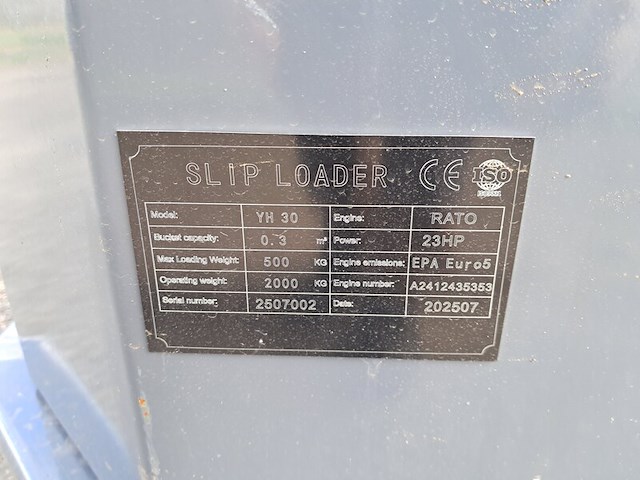 SLIP LOADER CE ISO
Model: YH 30 Engine: RATO
Bucket capacity: 0.3 m³ Power: 23HP
Max Loading Weight: 500 KG Engine emissions: EPA Euro5
Operating weight: 2000 KG Engine number: A2412435353
Serial number: 2507002 Date: 202507